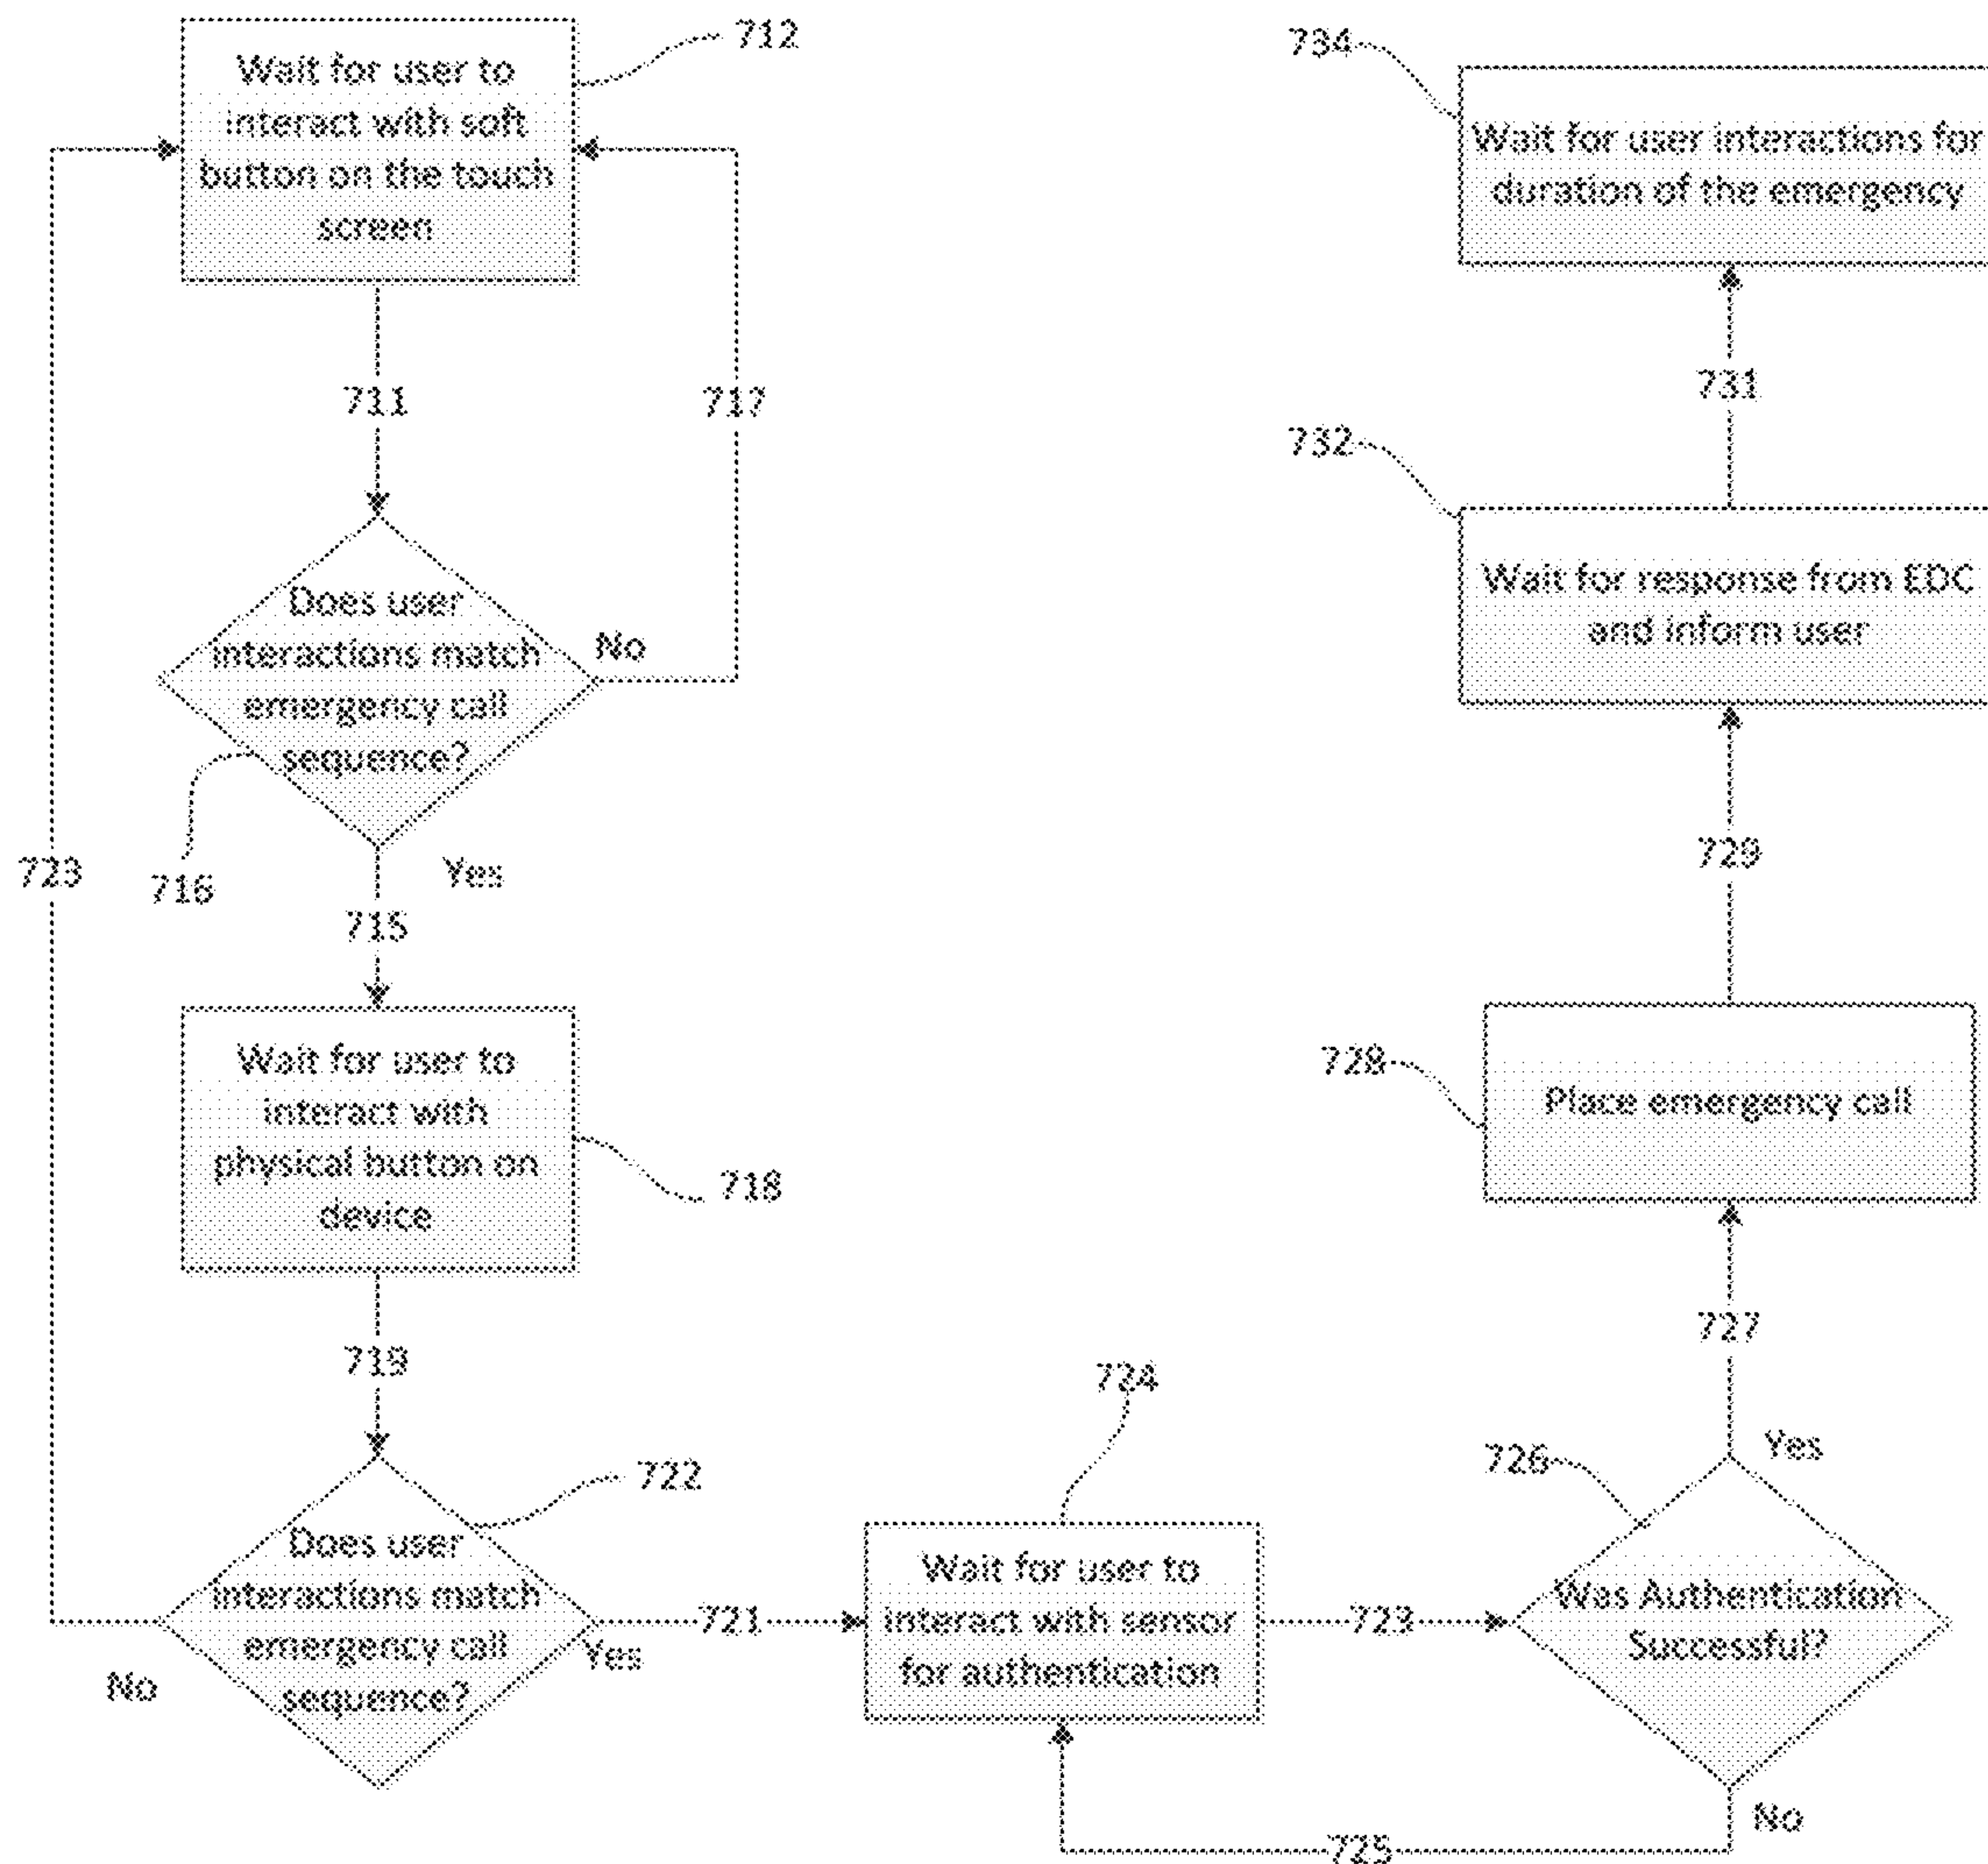 712
Wait for user to
interact with soft
button on the touch
screen
711
717
Does user
interactions match
emergency call
sequence?
No
716
Yes
723
715
Wait for user to
interact with
physical button on
device
718
719
722
Does user
interactions match
emergency call
sequence?
No
Yes
721
724
Wait for user to
interact with sensor
for authentication
723
726
Was Authentication
Successful?
Yes
No
725
727
728
Place emergency call
729
732
Wait for response from EDC
and inform user
731
734
Wait for user interactions for
duration of the emergency